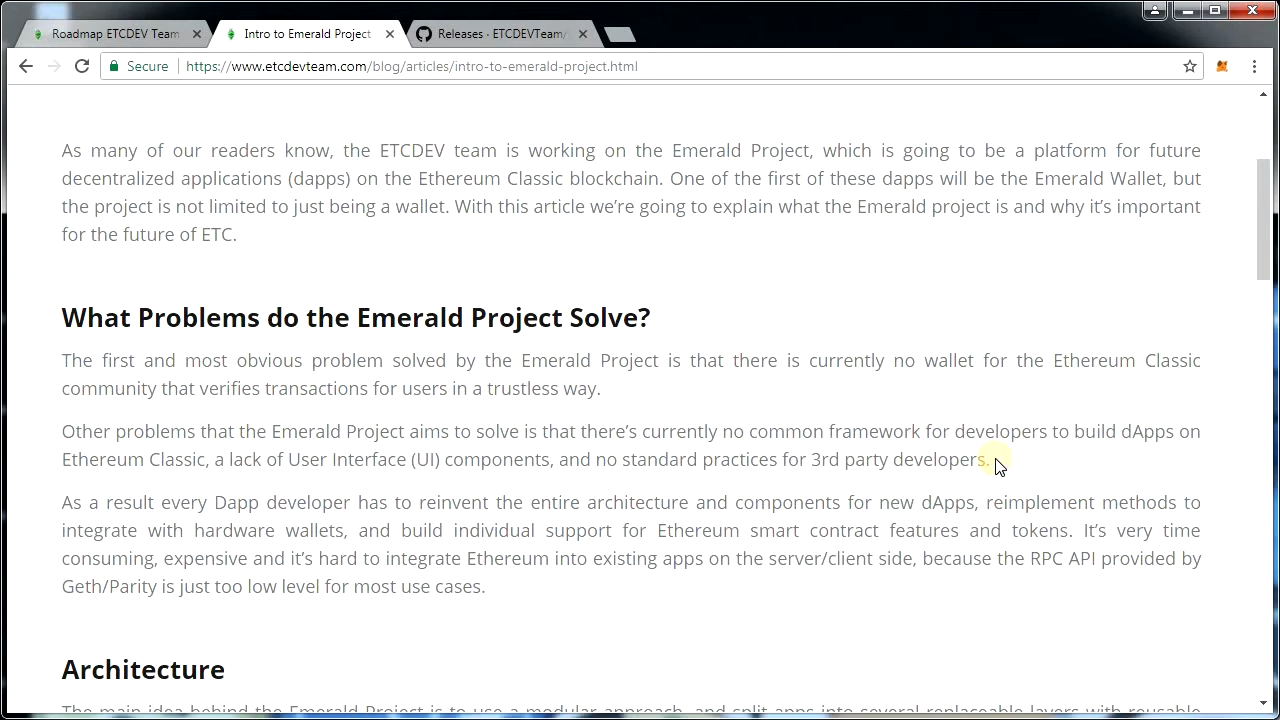 Roadmap ETCDEV Team
Intro to Emerald Project
Releases · ETCDEVTeam/
Secure
https://www.etcdevteam.com/blog/articles/intro-to-emerald-project.html
As many of our readers know, the ETCDEV team is working on the Emerald Project, which is going to be a platform for future
decentralized applications (dapps) on the Ethereum Classic blockchain. One of the first of these dapps will be the Emerald Wallet, but
the project is not limited to just being a wallet. With this article we’re going to explain what the Emerald project is and why it’s important
for the future of ETC.
What Problems do the Emerald Project Solve?
The first and most obvious problem solved by the Emerald Project is that there is currently no wallet for the Ethereum Classic
community that verifies transactions for users in a trustless way.
Other problems that the Emerald Project aims to solve is that there’s currently no common framework for developers to build dApps on
Ethereum Classic, a lack of User Interface (UI) components, and no standard practices for 3rd party developers.
As a result every Dapp developer has to reinvent the entire architecture and components for new dApps, reimplement methods to
integrate with hardware wallets, and build individual support for Ethereum smart contract features and tokens. It’s very time
consuming, expensive and it’s hard to integrate Ethereum into existing apps on the server/client side, because the RPC API provided by
Geth/Parity is just too low level for most use cases.
Architecture
The main idea behind the Emerald Project is to use a modular approach, and split apps into several replaceable layers with reusable